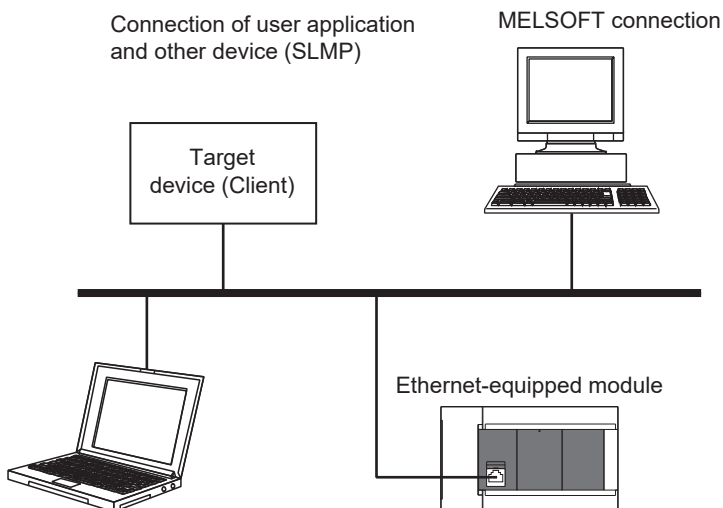 Connection of user application
and other device (SLMP)
MELSOFT connection
Target
device (Client)
Ethernet-equipped module